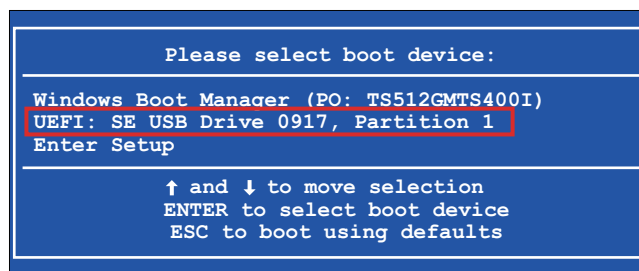 Please select boot device:
Windows Boot Manager (PO: TS512GMTS400I)
UEFI: SE USB Drive 0917, Partition 1
Enter Setup
↑ and ↓ to move selection
ENTER to select boot device
ESC to boot using defaults